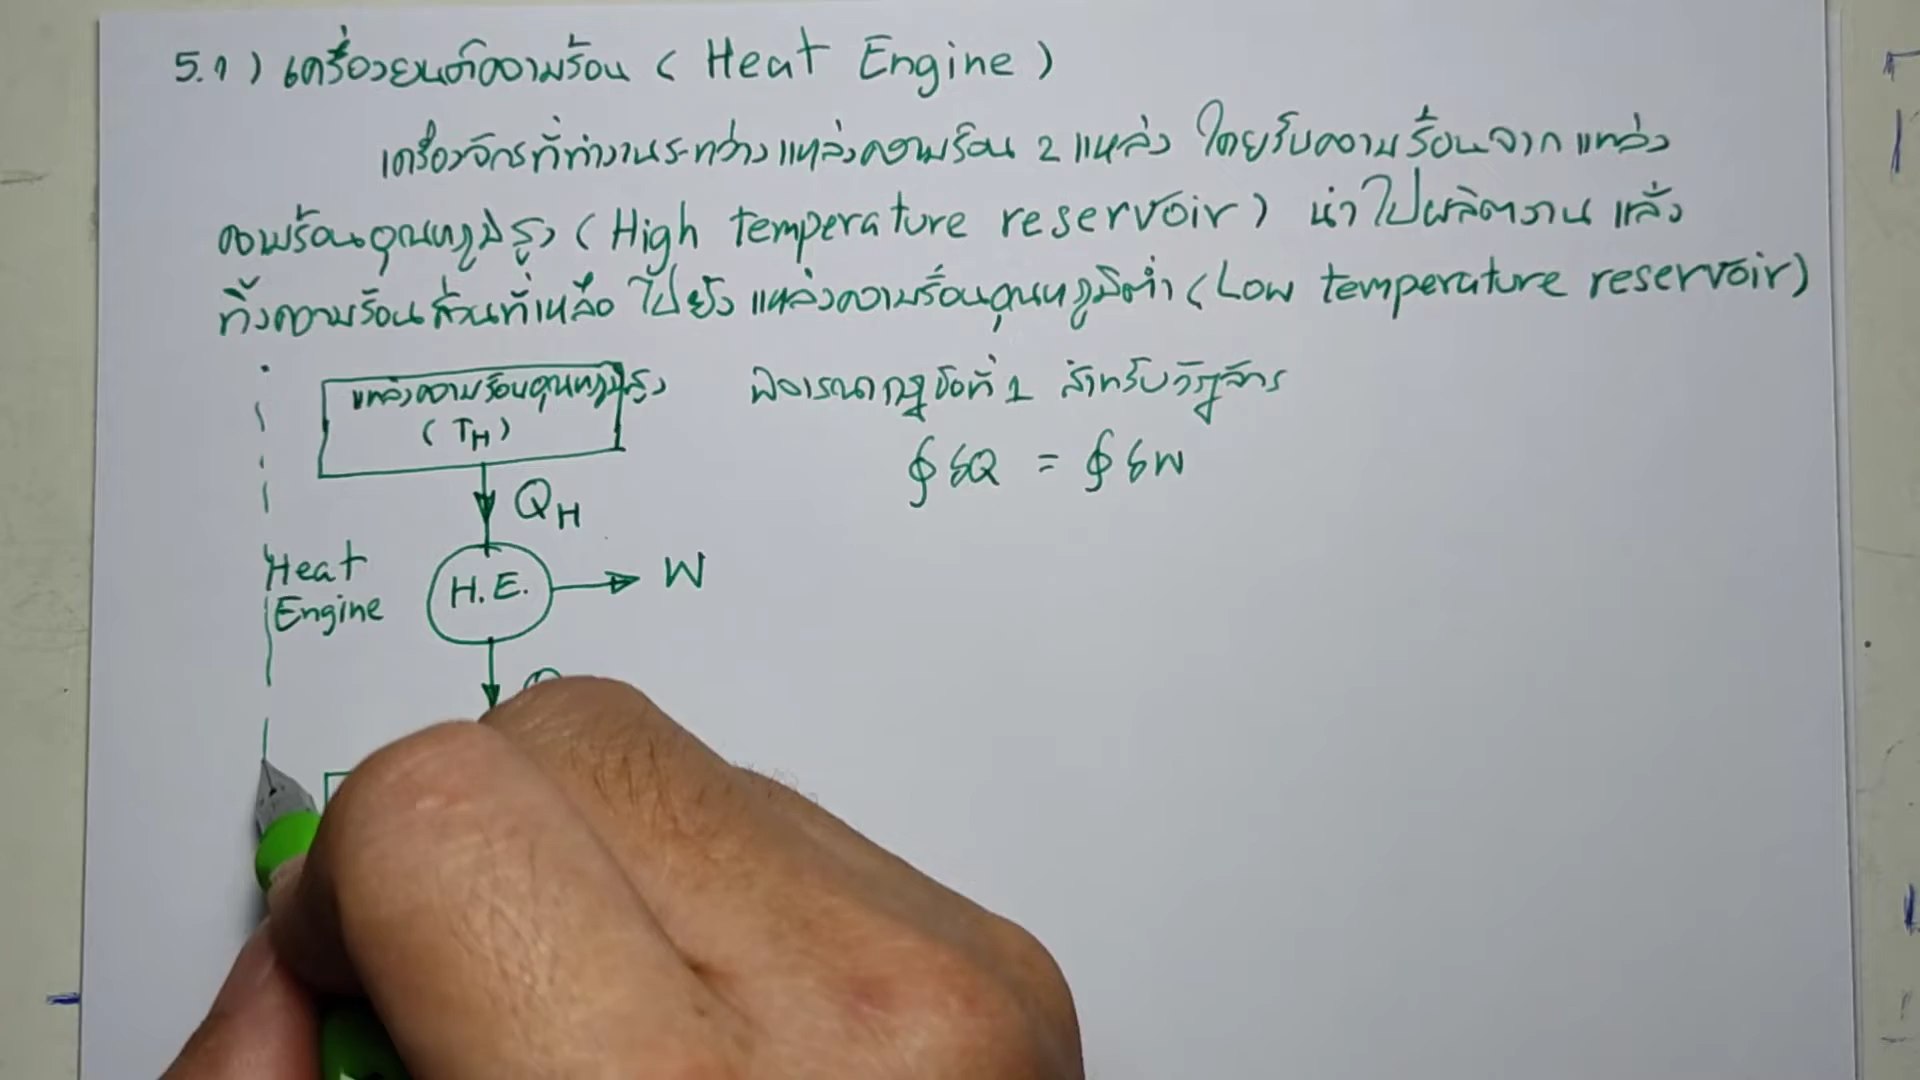 5.1) เครื่องยนต์ความร้อน (Heat Engine)
เครื่องจักรที่ทำงานระหว่างแหล่งความร้อน 2 แหล่ง โดยรับความร้อนจากแหล่ง
ความร้อนอุณหภูมิสูง (High temperature reservoir) นำไปผลิตงาน แล้ว
ทิ้งความร้อนส่วนที่เหลือ ไปยัง แหล่งความร้อนอุณหภูมิต่ำ (Low temperature reservoir)
แหล่งความร้อนอุณหภูมิสูง
(TH)
พิจารณากฎข้อที่ 1 สำหรับวัฏจักร
∮δQ = ∮δW
QH
Heat
Engine
H.E.
W